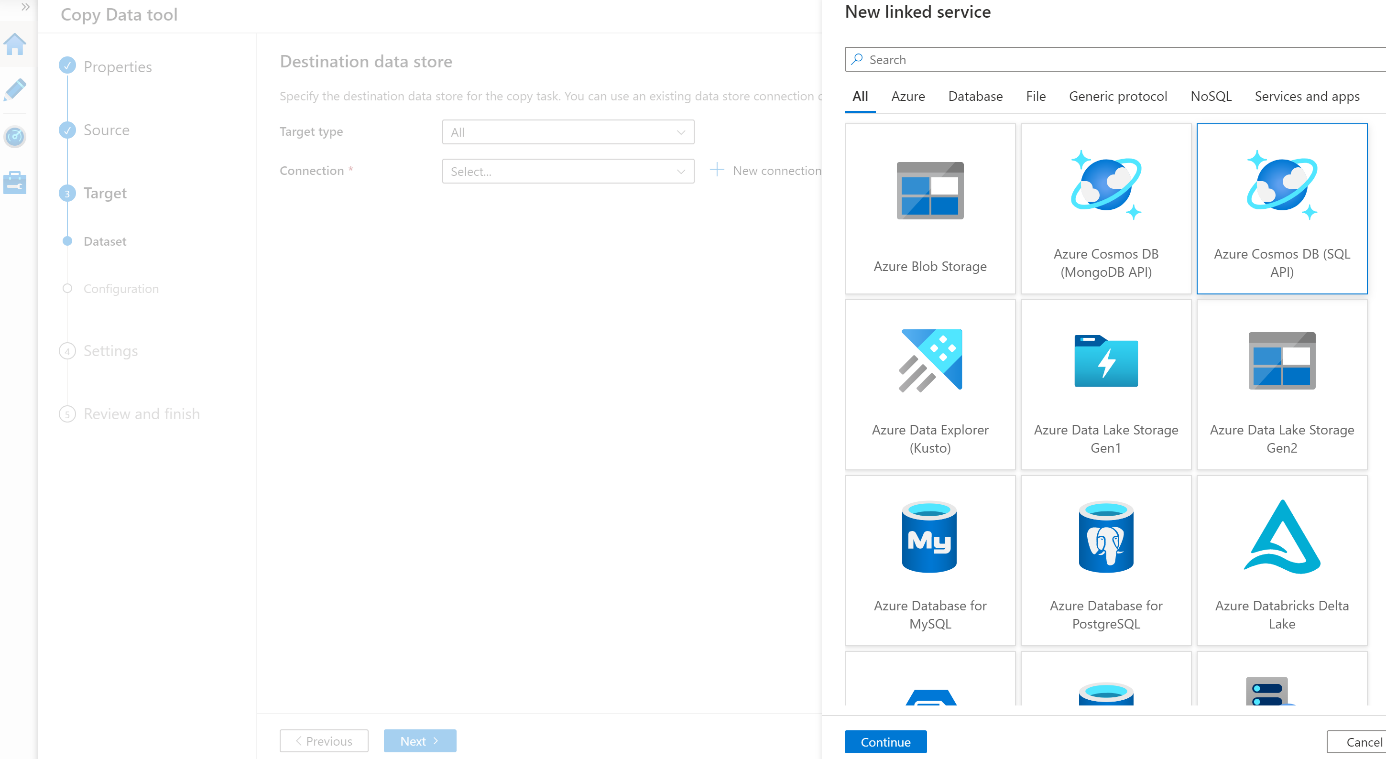 Copy Data tool
Properties
Source
3 Target
Dataset
Configuration
4 Settings
5 Review and finish
Destination data store
Specify the destination data store for the copy task. You can use an existing data store connection
Target type
All
Connection *
Select...
New connection
Previous
Next
New linked service
Search
All Azure Database File Generic protocol NoSQL Services and apps
Azure Blob Storage
Azure Cosmos DB
(MongoDB API)
Azure Cosmos DB (SQL
API)
Azure Data Explorer
(Kusto)
Azure Data Lake Storage
Gen1
Azure Data Lake Storage
Gen2
My
Azure Database for
MySQL
Azure Database for
PostgreSQL
Azure Databricks Delta
Lake
Continue
Cancel